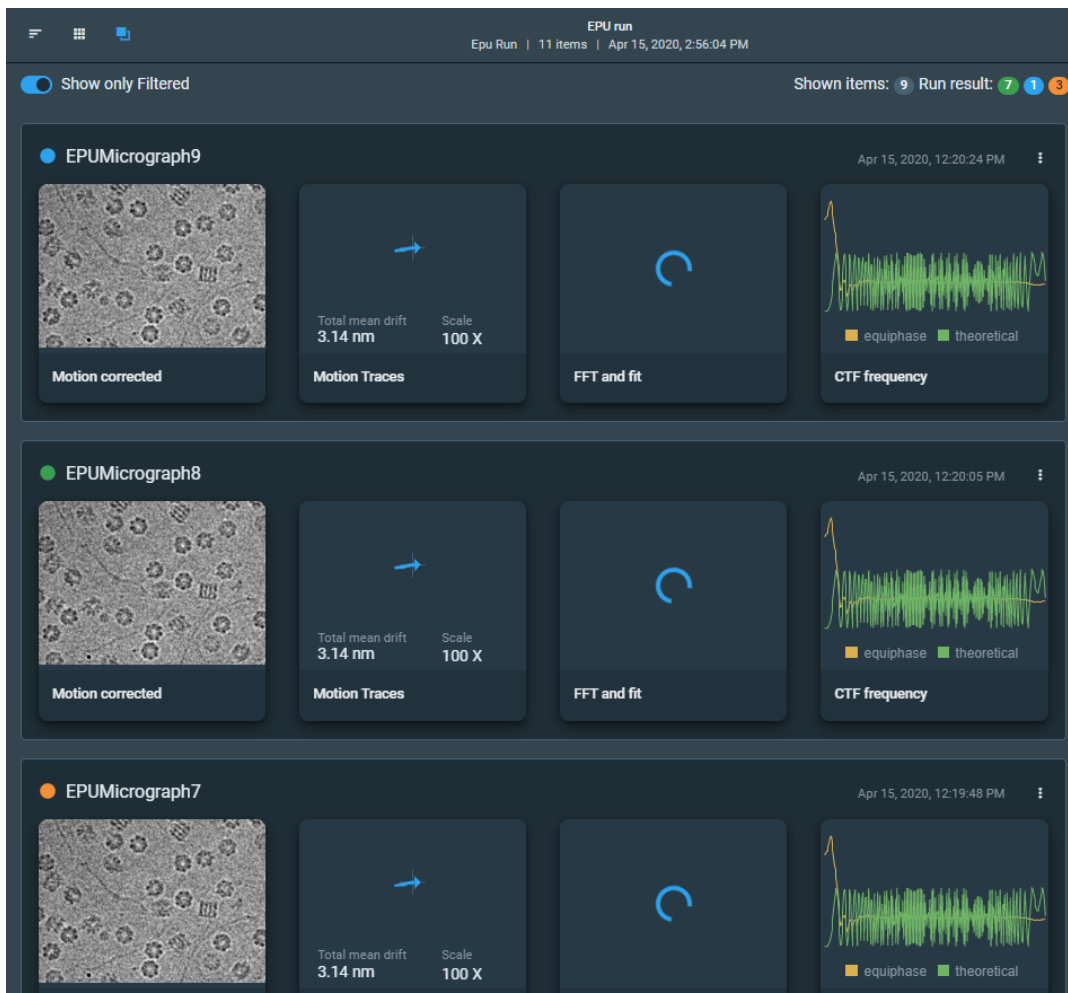 EPU run
Epu Run | 11 items | Apr 15, 2020, 2:56:04 PM
Show only Filtered
Shown items: 9 Run result: 7 1 3
EPUMicrograph9
Apr 15, 2020, 12:20:24 PM
Total mean drift Scale
3.14 nm 100 X
equiphase theoretical
Motion corrected Motion Traces FFT and fit CTF frequency
EPUMicrograph8
Apr 15, 2020, 12:20:05 PM
Total mean drift Scale
3.14 nm 100 X
equiphase theoretical
Motion corrected Motion Traces FFT and fit CTF frequency
EPUMicrograph7
Apr 15, 2020, 12:19:48 PM
Total mean drift Scale
3.14 nm 100 X
equiphase theoretical